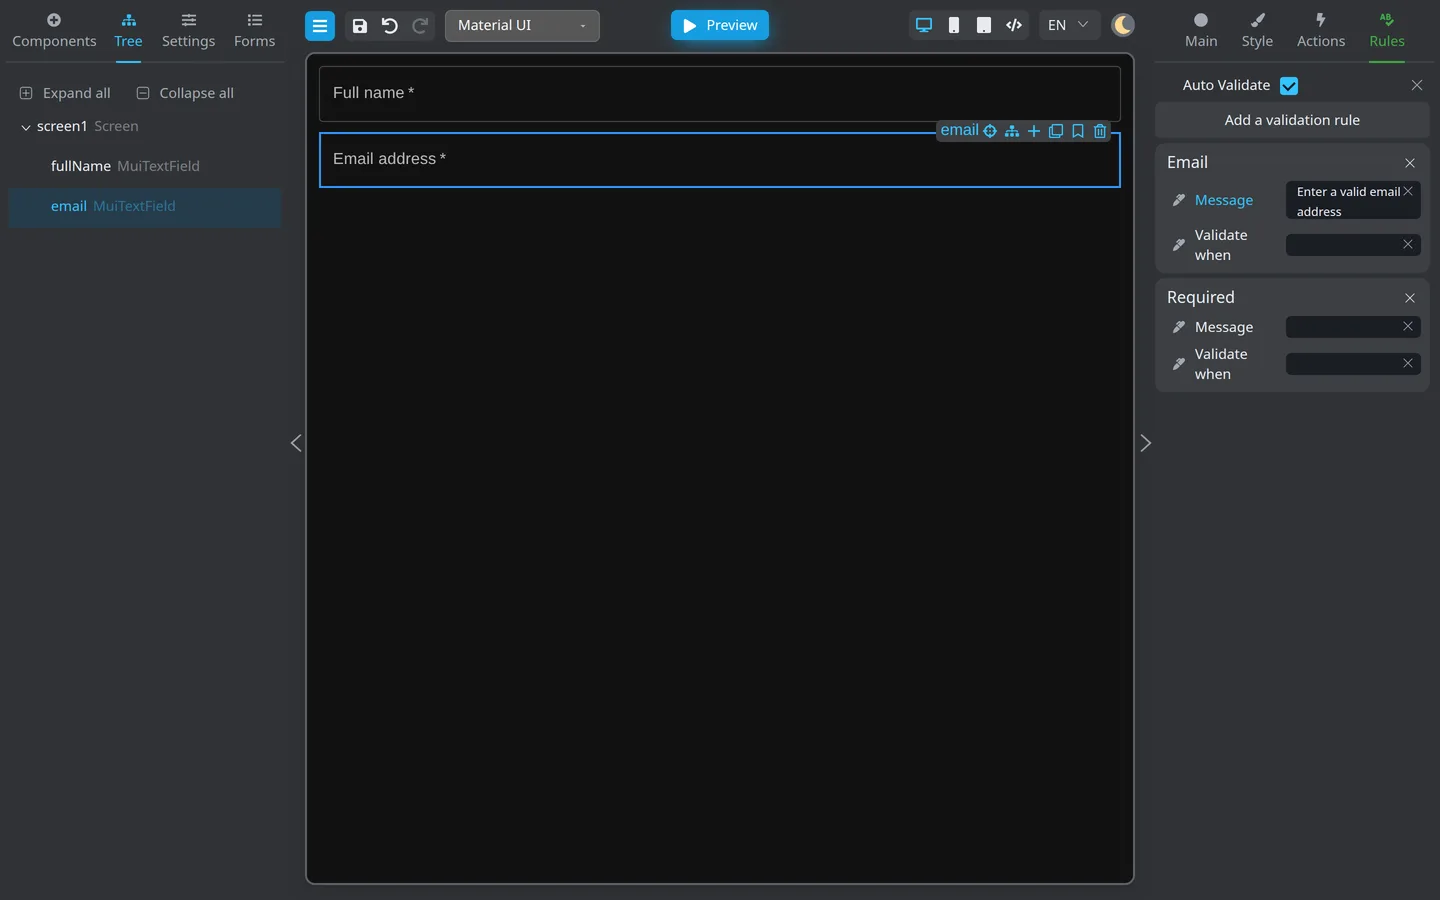 Components
Tree
Settings
Forms
Material UI
Preview
EN
Main
Style
Actions
AB
Rules
Expand all
Collapse all
screen1 Screen
fullName MuiTextField
email MuiTextField
Full name *
email
Email address *
Auto Validate
Add a validation rule
Email
Message
Enter a valid email
address
Validate
when
Required
Message
Validate
when